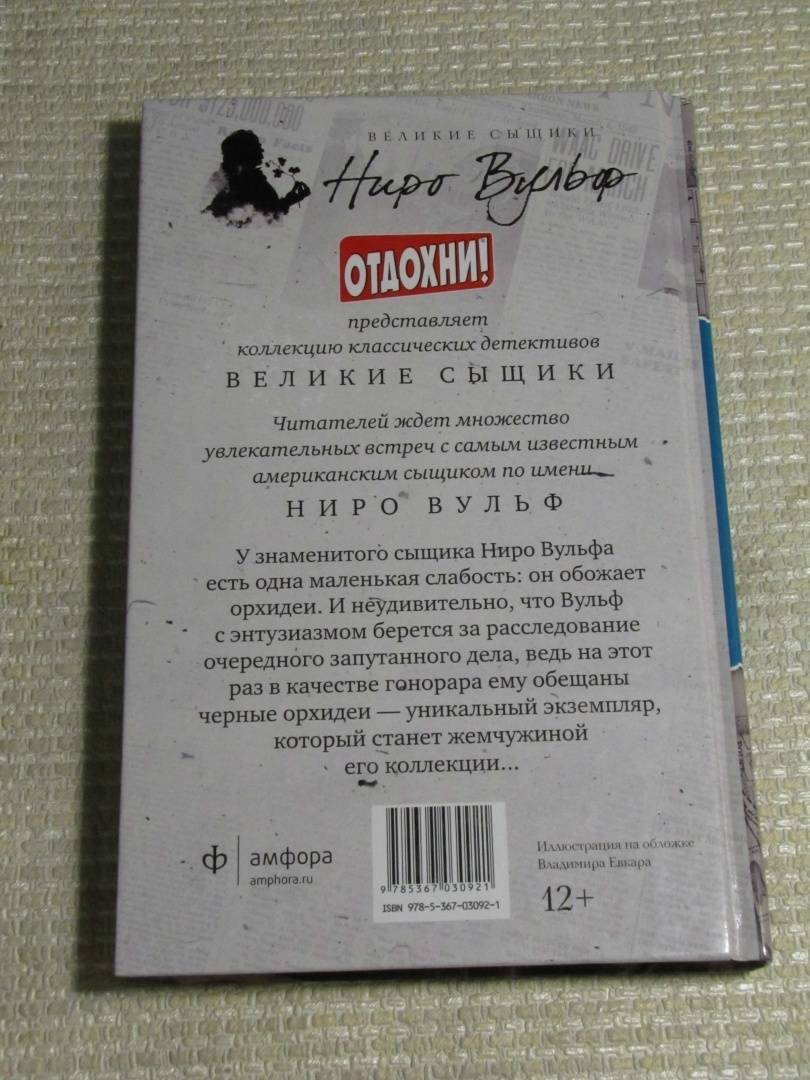 ВЕЛИКИЕ СЫЩИКИ
Ниро Вульф
ОТДОХНИ!
представляет
коллекцию классических детективов
ВЕЛИКИЕ СЫЩИКИ
Читателей ждет множество
увлекательных встреч с самым известным
американским сыщиком по имени
НИРО ВУЛЬФ
У знаменитого сыщика Ниро Вульфа
есть одна маленькая слабость: он обожает
орхидеи. И неудивительно, что Вульф
с энтузиазмом берется за расследование
очередного запутанного дела, ведь на этот
раз в качестве гонорара ему обещаны
черные орхидеи — уникальный экземпляр,
который станет жемчужиной
его коллекции...
амфора
amphora.ru
9 785367 030921
ISBN 978-5-367-03092-1
Иллюстрация на обложке
Владимира Евкара
12+